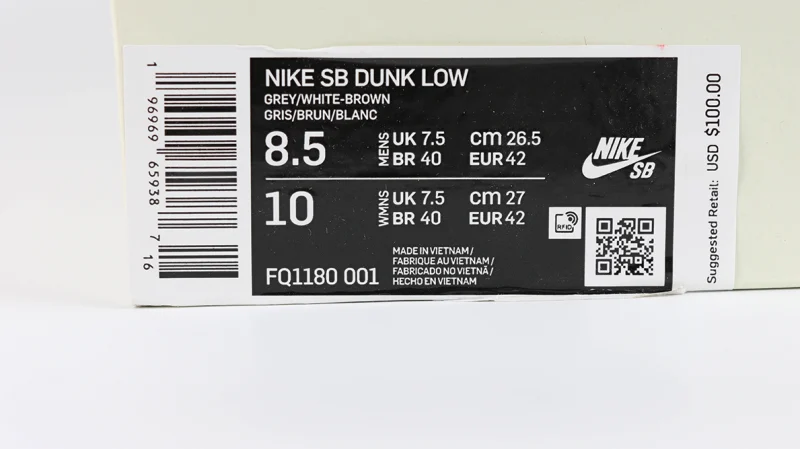 NIKE SB DUNK LOW
GREY/WHITE-BROWN
GRIS/BRUN/BLANC
8.5 MENS UK 7.5 CM 26.5
BR 40 EUR 42
10 WMNS UK 7.5 CM 27
BR 40 EUR 42
FQ1180 001
MADE IN VIETNAM /
FABRIQUE AU VIETNAM /
FABRICADO NO VIETNÃ /
HECHO EN VIETNAM
RFID
NIKE
SB
Suggested Retail: USD $100.00
1 96969 65938 7 16